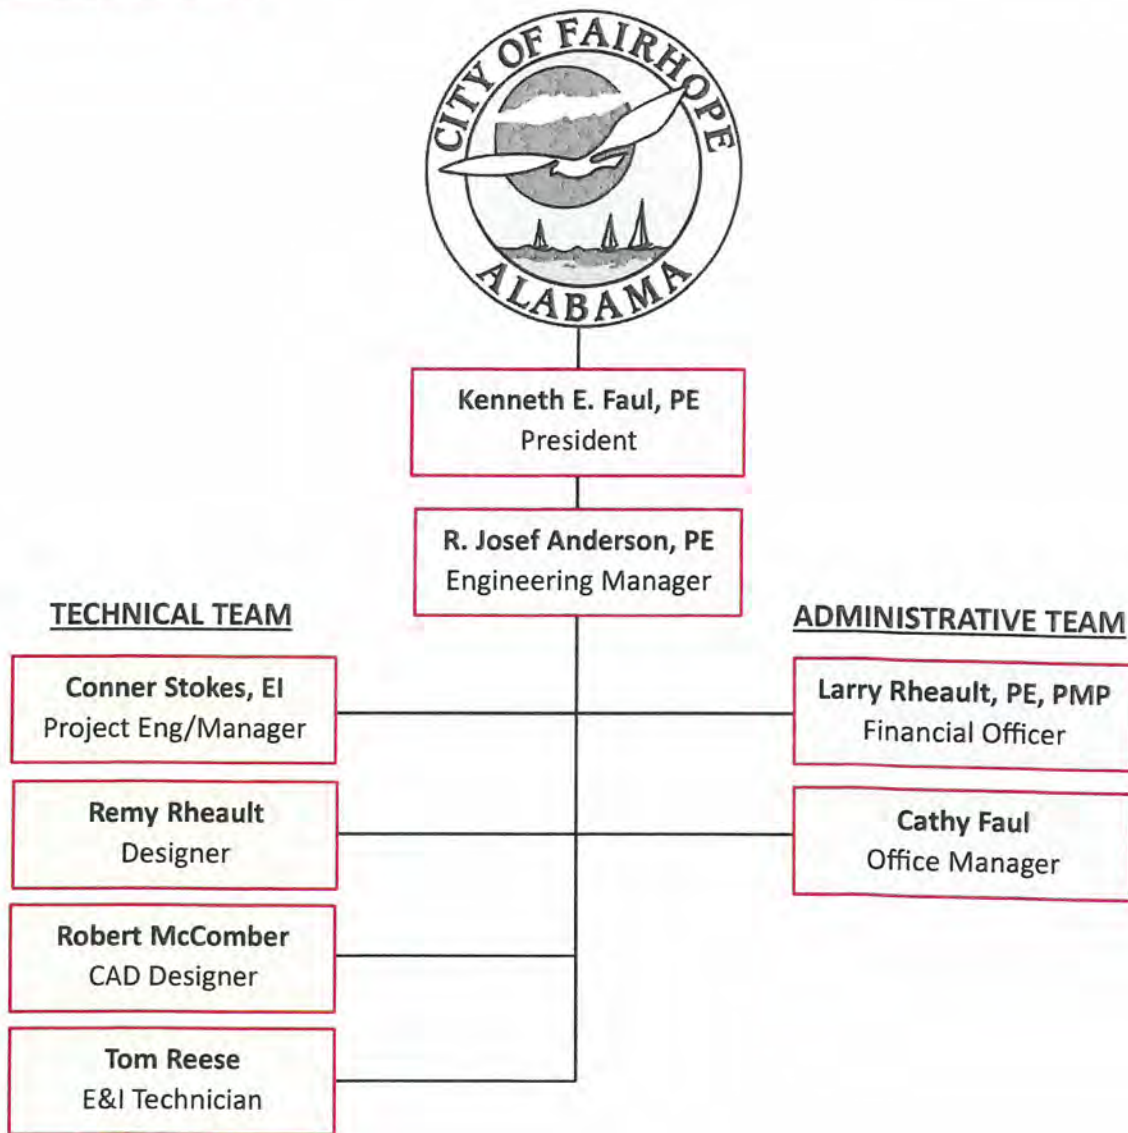 CITY OF FAIRHOPE
ALABAMA
Kenneth E. Faul, PE
President
R. Josef Anderson, PE
Engineering Manager
TECHNICAL TEAM
Conner Stokes, EI
Project Eng/Manager
Remy Rheault
Designer
Robert McComber
CAD Designer
Tom Reese
E&I Technician
ADMINISTRATIVE TEAM
Larry Rheault, PE, PMP
Financial Officer
Cathy Faul
Office Manager